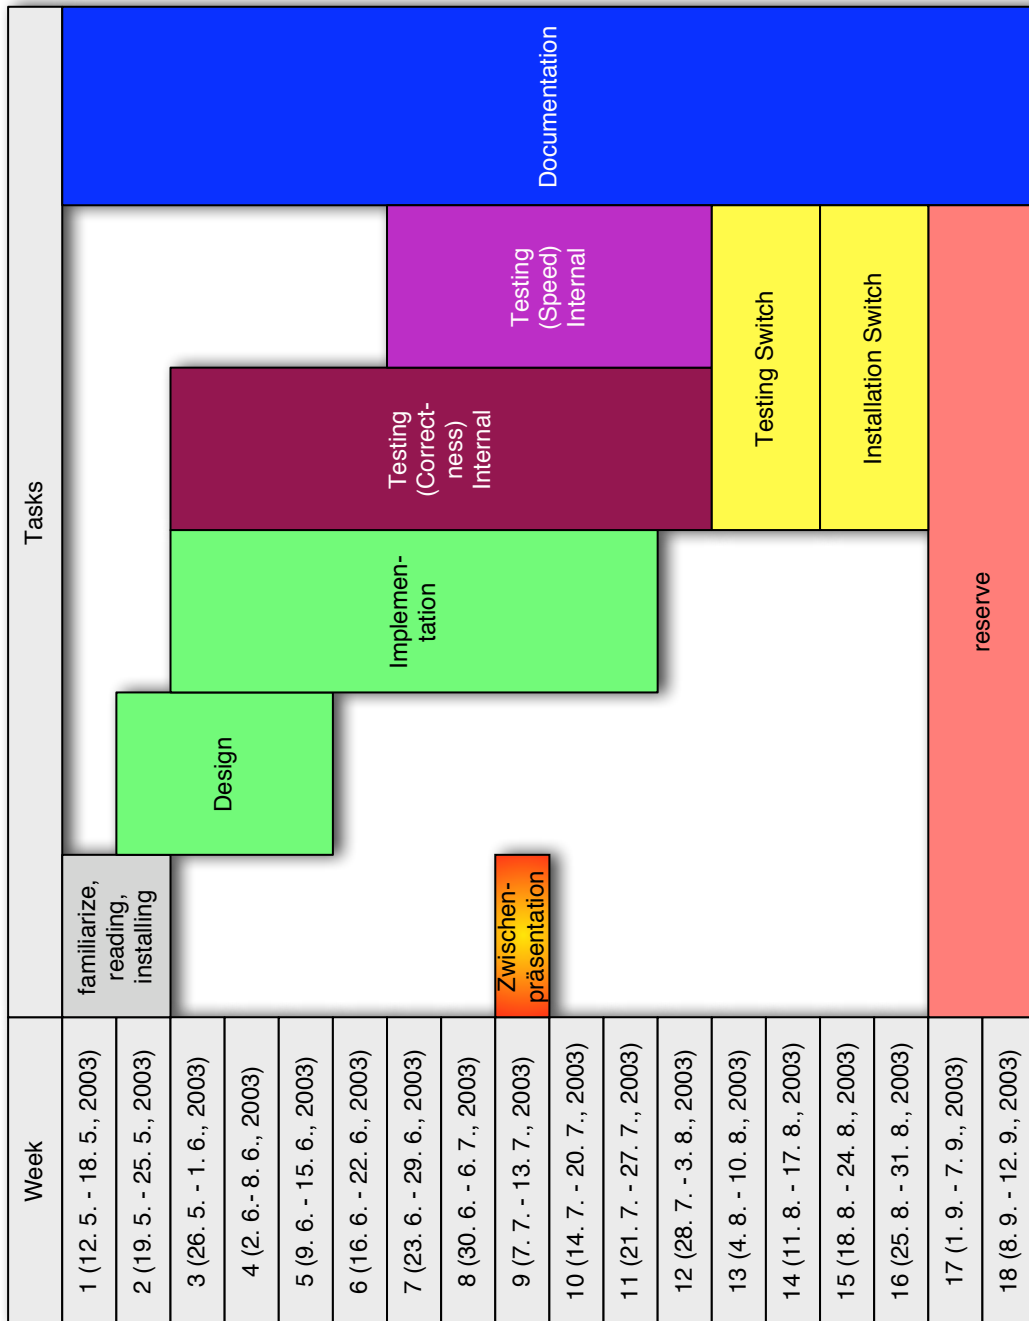 Week
Tasks
1 (12. 5. - 18. 5., 2003)
2 (19. 5. - 25. 5., 2003)
3 (26. 5. - 1. 6., 2003)
4 (2. 6.- 8. 6., 2003)
5 (9. 6. - 15. 6., 2003)
6 (16. 6. - 22. 6., 2003)
7 (23. 6. - 29. 6., 2003)
8 (30. 6. - 6. 7., 2003)
9 (7. 7. - 13. 7., 2003)
10 (14. 7. - 20. 7., 2003)
11 (21. 7. - 27. 7., 2003)
12 (28. 7. - 3. 8., 2003)
13 (4. 8. - 10. 8., 2003)
14 (11. 8. - 17. 8., 2003)
15 (18. 8. - 24. 8., 2003)
16 (25. 8. - 31. 8., 2003)
17 (1. 9. - 7. 9., 2003)
18 (8. 9. - 12. 9., 2003)
familiarize,
reading,
installing
Zwischen-
präsentation
Design
Implemen-
tation
Testing
(Correct-
ness)
Internal
Testing
(Speed)
Internal
Testing Switch
Installation Switch
reserve
Documentation